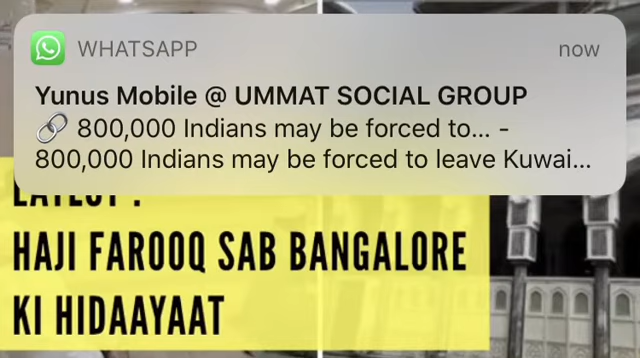 WHATSAPP
now
Yunus Mobile @ UMMAT SOCIAL GROUP
🔗 800,000 Indians may be forced to... -
800,000 Indians may be forced to leave Kuwai...
LATEST :
HAJI FAROOQ SAB BANGALORE
KI HIDAAYAAT